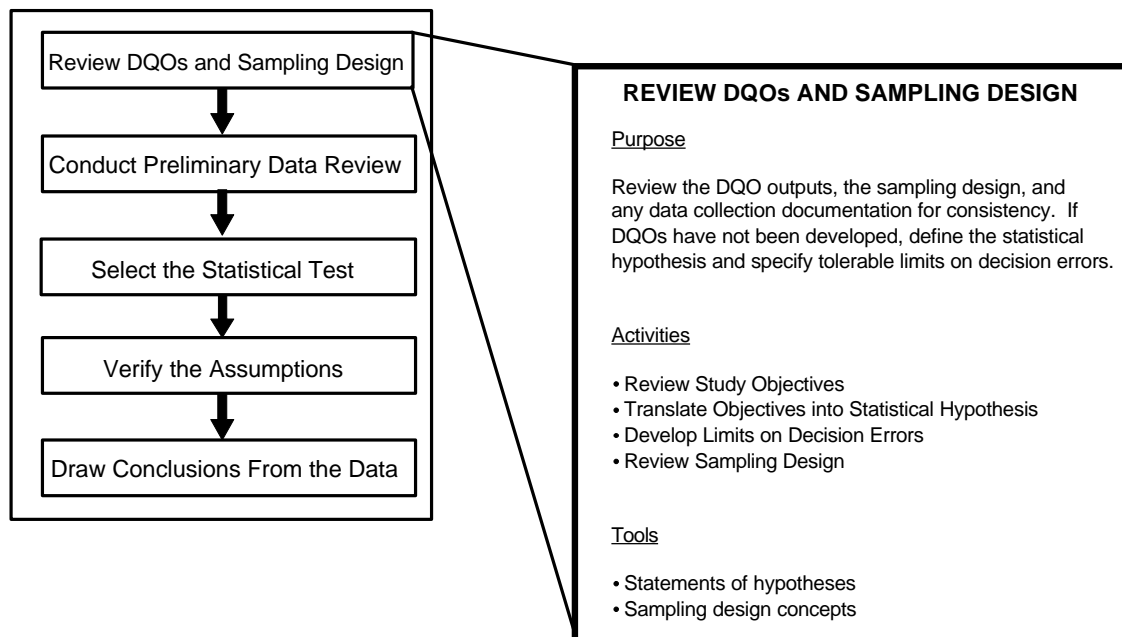 Review DQOs and Sampling Design
Conduct Preliminary Data Review
Select the Statistical Test
Verify the Assumptions
Draw Conclusions From the Data
REVIEW DQOs AND SAMPLING DESIGN
Purpose
Review the DQO outputs, the sampling design, and
any data collection documentation for consistency. If
DQOs have not been developed, define the statistical
hypothesis and specify tolerable limits on decision errors.
Activities
• Review Study Objectives
• Translate Objectives into Statistical Hypothesis
• Develop Limits on Decision Errors
• Review Sampling Design
Tools
• Statements of hypotheses
• Sampling design concepts